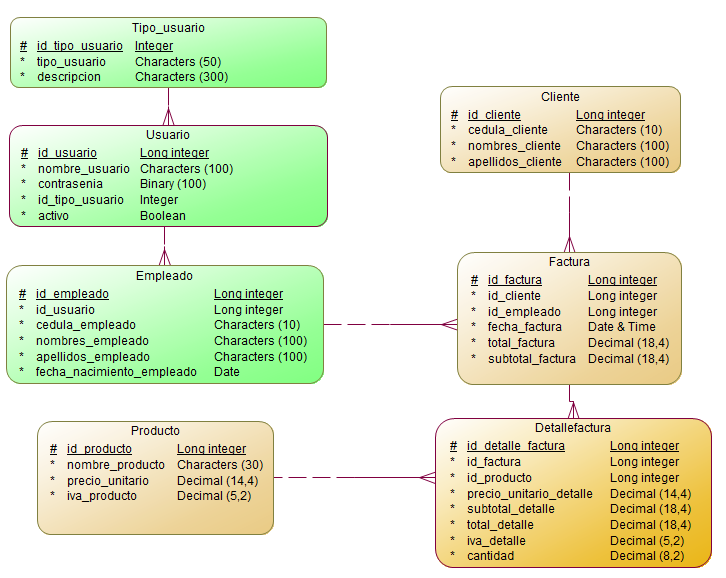 Tipo_usuario
# id_tipo_usuario Integer
* tipo_usuario Characters (50)
* descripcion Characters (300)
Usuario
# id_usuario Long integer
* nombre_usuario Characters (100)
* contrasenia Binary (100)
* id_tipo_usuario Integer
* activo Boolean
Empleado
# id_empleado Long integer
* id_usuario Long integer
* cedula_empleado Characters (10)
* nombres_empleado Characters (100)
* apellidos_empleado Characters (100)
* fecha_nacimiento_empleado Date
Cliente
# id_cliente Long integer
* cedula_cliente Characters (10)
* nombres_cliente Characters (100)
* apellidos_cliente Characters (100)
Factura
# id_factura Long integer
* id_cliente Long integer
* id_empleado Long integer
* fecha_factura Date & Time
* total_factura Decimal (18,4)
* subtotal_factura Decimal (18,4)
Producto
# id_producto Long integer
* nombre_producto Characters (30)
* precio_unitario Decimal (14,4)
* iva_producto Decimal (5,2)
Detallefactura
# id_detalle_factura Long integer
* id_factura Long integer
* id_producto Long integer
* precio_unitario_detalle Decimal (14,4)
* subtotal_detalle Decimal (18,4)
* total_detalle Decimal (18,4)
* iva_detalle Decimal (5,2)
* cantidad Decimal (8,2)